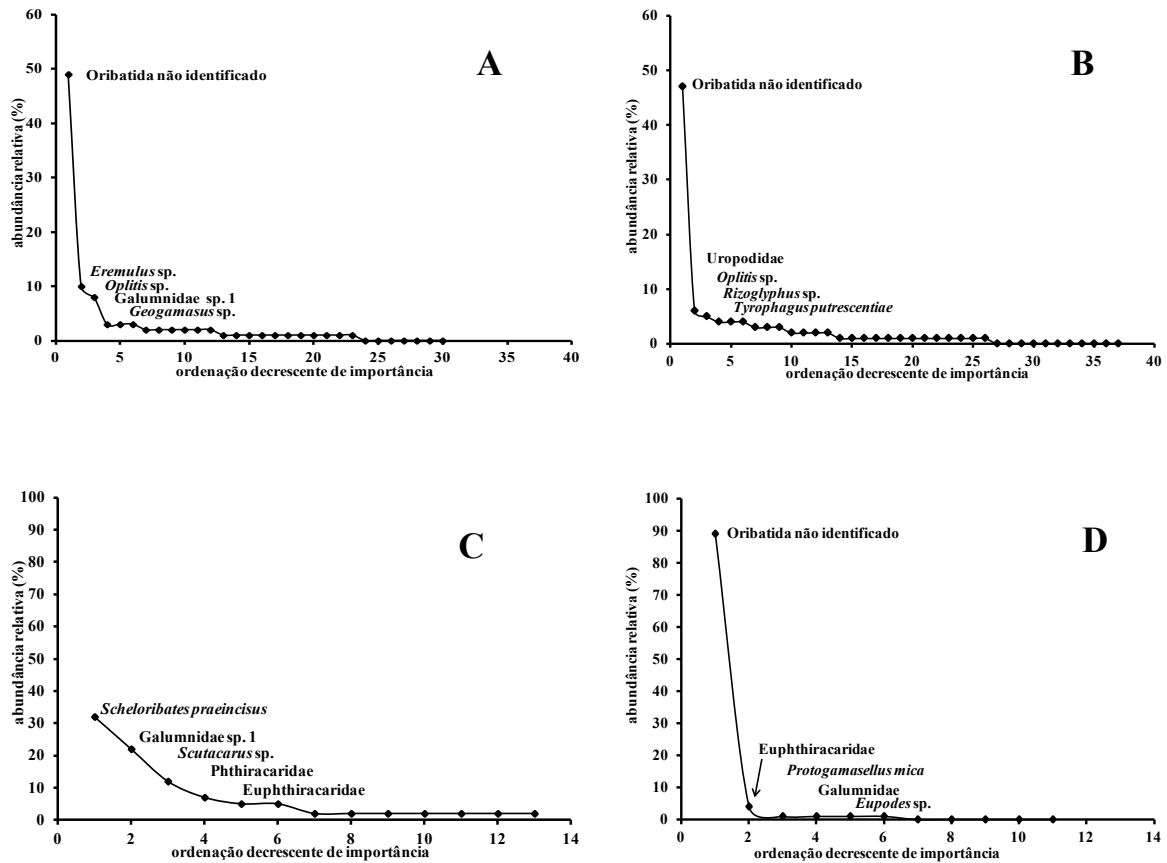 A
abundância relativa (%)
60
50
40
30
20
10
0
Oribatida não identificado
Eremulus sp.
Oplitis sp.
Galumnidae sp. 1
Geogamasus sp.
0 5 10 15 20 25 30 35 40
ordenação decrescente de importância
B
abundância relativa (%)
60
50
40
30
20
10
0
Oribatida não identificado
Uropodidae
Oplitis sp.
Rizoglyphus sp.
Tyrophagus putrescentiae
0 5 10 15 20 25 30 35 40
ordenação decrescente de importância
C
abundância relativa (%)
100
90
80
70
60
50
40
30
20
10
0
Scheloribates praeincisus
Galumnidae sp. 1
Scutacarus sp.
Phthiracaridae
Euphthiracaridae
0 2 4 6 8 10 12 14
ordenação decrescente de importância
D
abundância relativa (%)
100
90
80
70
60
50
40
30
20
10
0
Oribatida não identificado
Euphthiracaridae
Protogamasellus mica
Galumnidae
Eupodes sp.
0 2 4 6 8 10 12 14
ordenação decrescente de importância